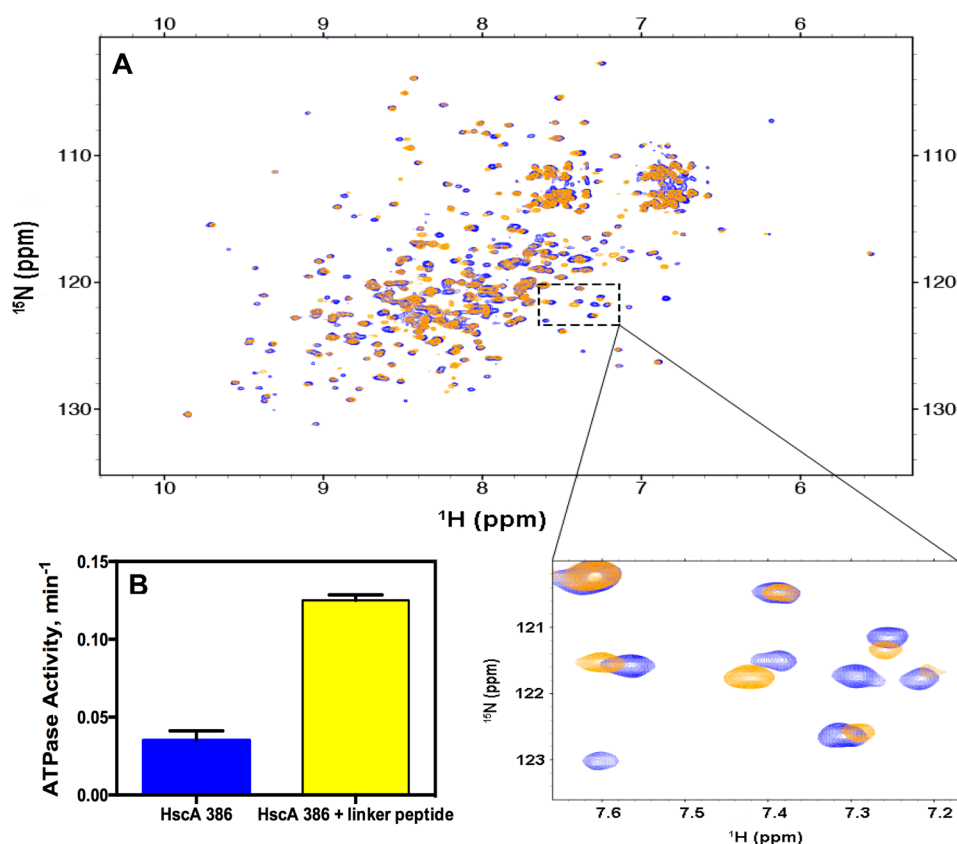 10 9 8 7 6
A
110 110
120 120
130 130
¹⁵N (ppm)
10 9 8 7 6
¹H (ppm)
B
0.15
0.10
0.05
0.00
ATPase Activity, min⁻¹
HscA 386 HscA 386 + linker peptide
121
122
123
¹⁵N (ppm)
7.6 7.5 7.4 7.3 7.2
¹H (ppm)